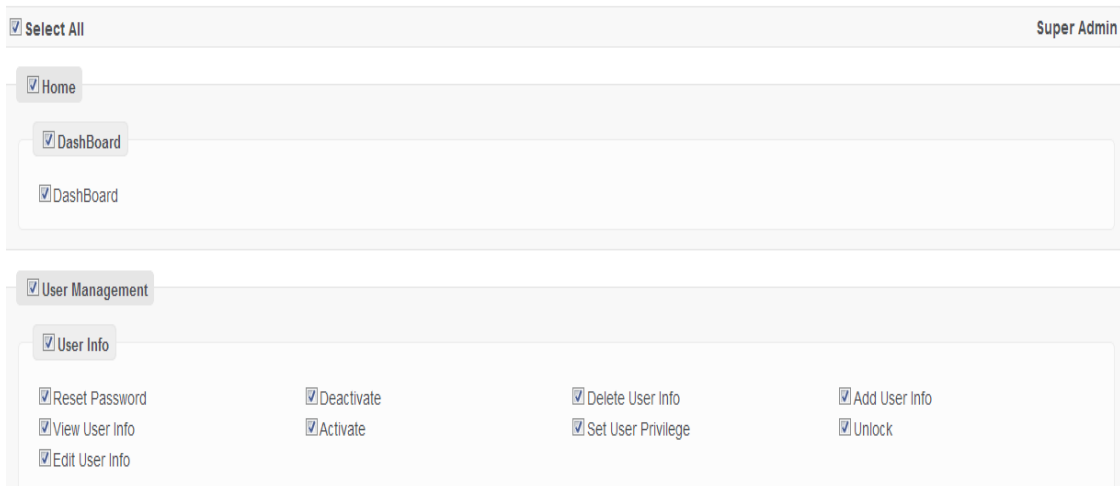 Select All Super Admin
Home
DashBoard
DashBoard
User Management
User Info
Reset Password Deactivate Delete User Info Add User Info
View User Info Activate Set User Privilege Unlock
Edit User Info